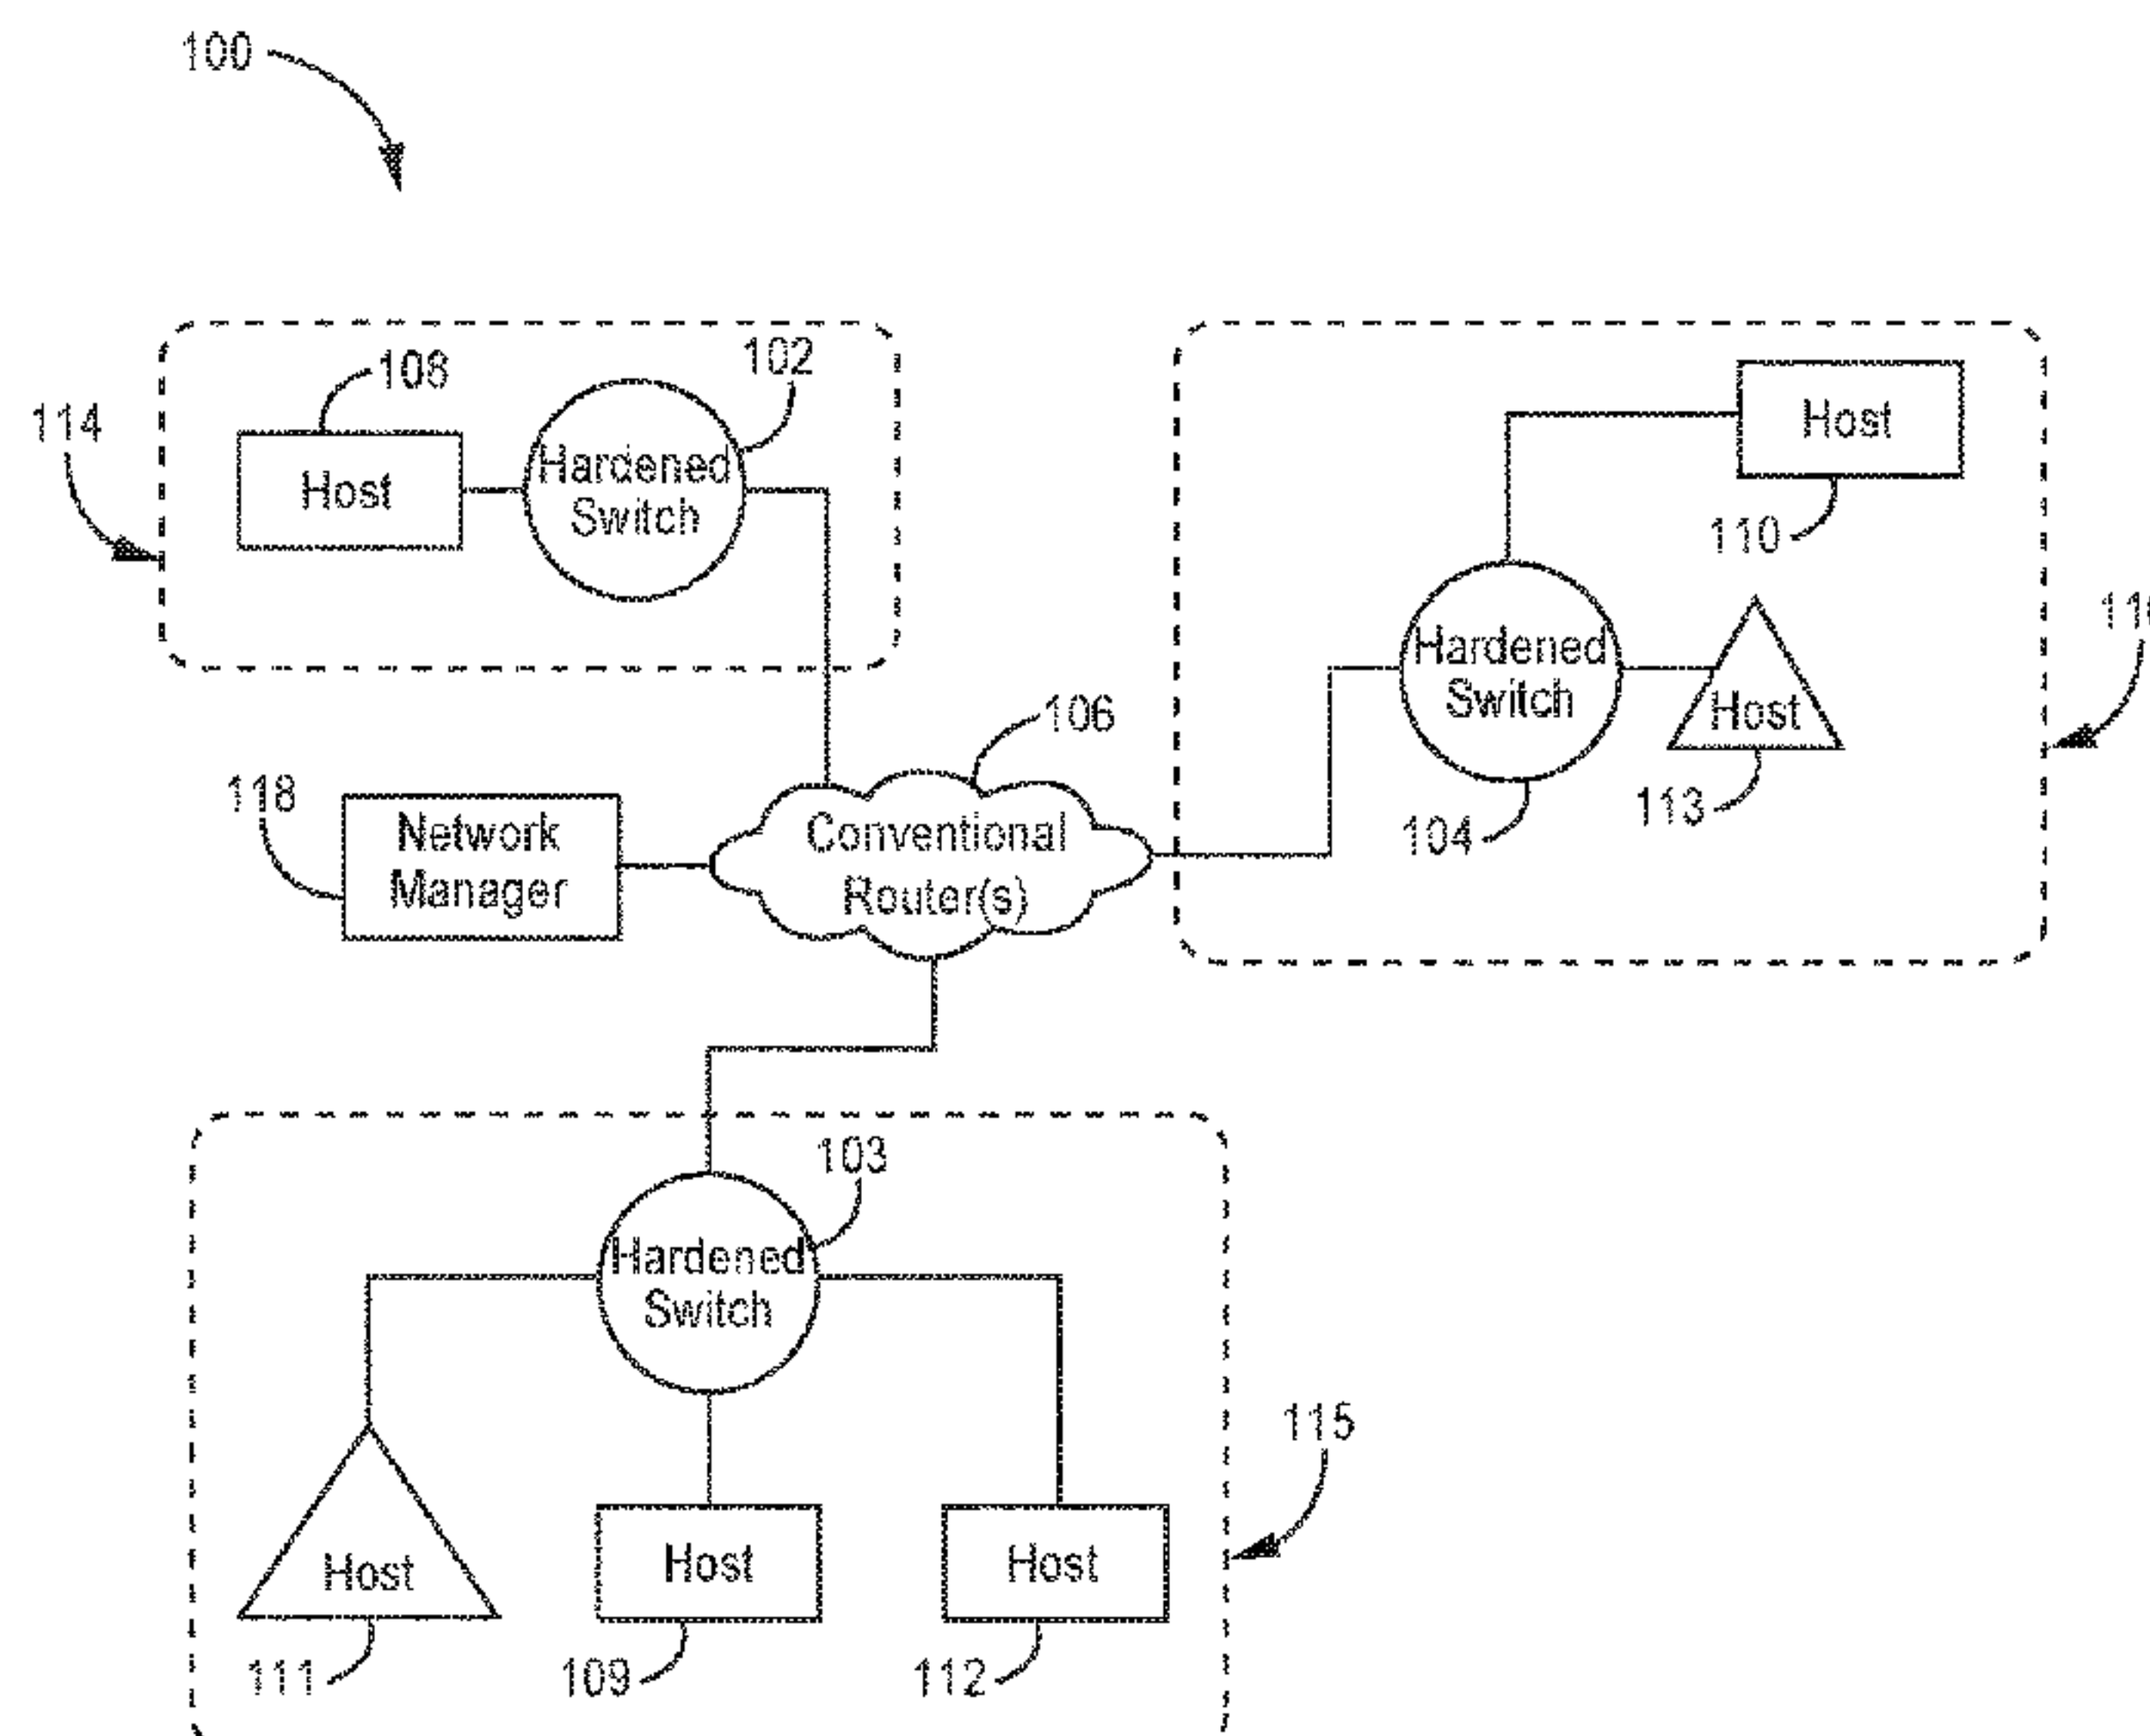 100
108
102
114
Host
Hardened
Switch
Host
110
Hardened
Switch
Host
113
104
106
118
Network
Manager
Conventional
Router(s)
103
Hardened
Switch
115
Host
Host
Host
111
109
112